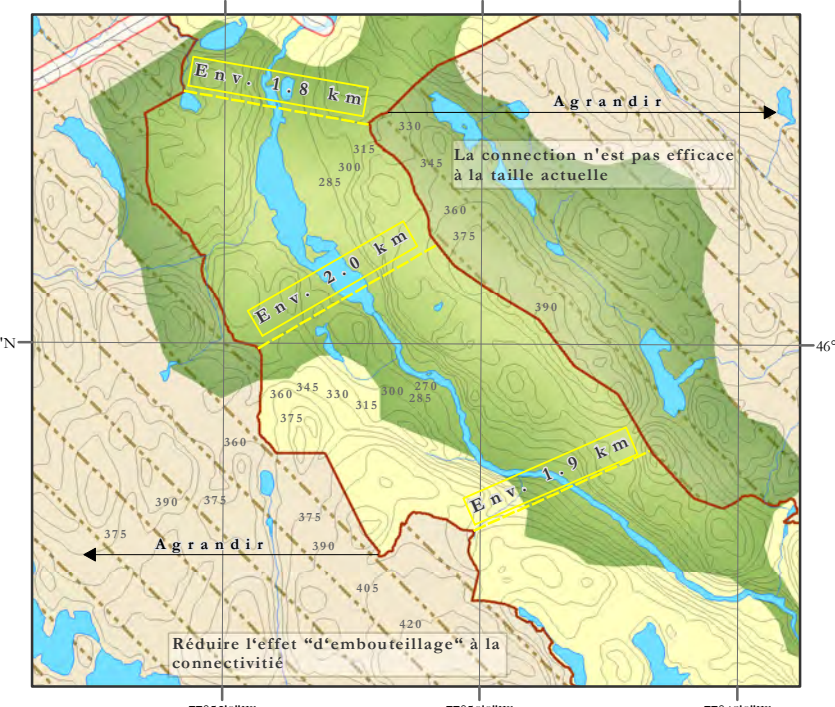 Env. 1.8 km
Agrandir
330
315
La connection n'est pas efficace
à la taille actuelle
345
300
285
360
375
Env. 2.0 km
390
'N
46°
345
270
360
330
300
285
315
375
360
Env. 1.9 km
390
375
375
375
Agrandir
390
405
420
Réduire l'effet “d'embouteillage“ à la
connectivitié